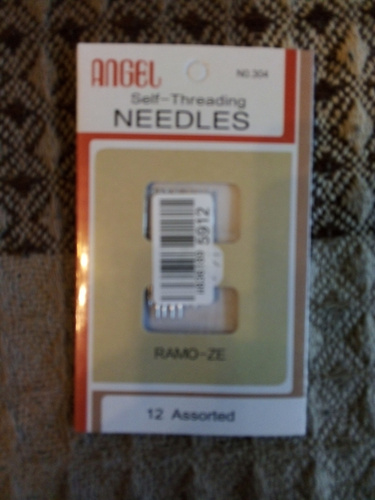 ANGEL
NO.304
Self-Threading
NEEDLES
5912
RAMO-ZE
12 Assorted